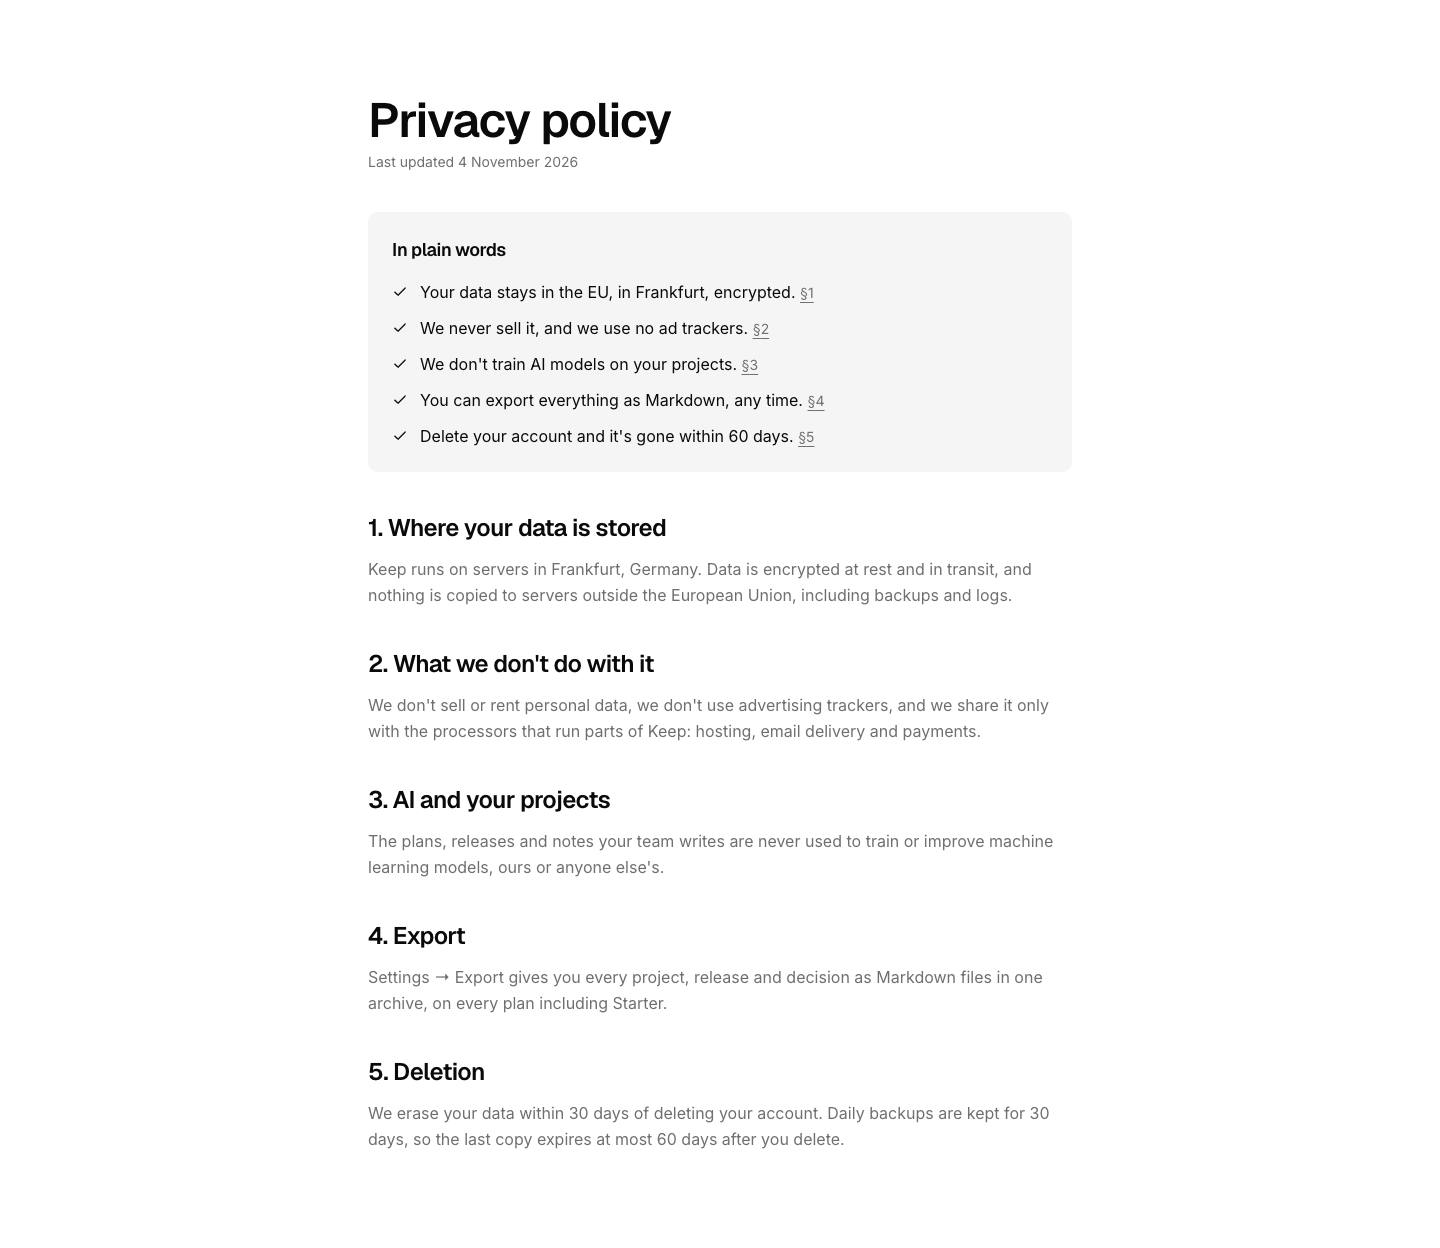 Privacy policy
Last updated 4 November 2026
In plain words
Your data stays in the EU, in Frankfurt, encrypted. §1
We never sell it, and we use no ad trackers. §2
We don't train AI models on your projects. §3
You can export everything as Markdown, any time. §4
Delete your account and it's gone within 60 days. §5
1. Where your data is stored
Keep runs on servers in Frankfurt, Germany. Data is encrypted at rest and in transit, and
nothing is copied to servers outside the European Union, including backups and logs.
2. What we don't do with it
We don't sell or rent personal data, we don't use advertising trackers, and we share it only
with the processors that run parts of Keep: hosting, email delivery and payments.
3. AI and your projects
The plans, releases and notes your team writes are never used to train or improve machine
learning models, ours or anyone else's.
4. Export
Settings → Export gives you every project, release and decision as Markdown files in one
archive, on every plan including Starter.
5. Deletion
We erase your data within 30 days of deleting your account. Daily backups are kept for 30
days, so the last copy expires at most 60 days after you delete.